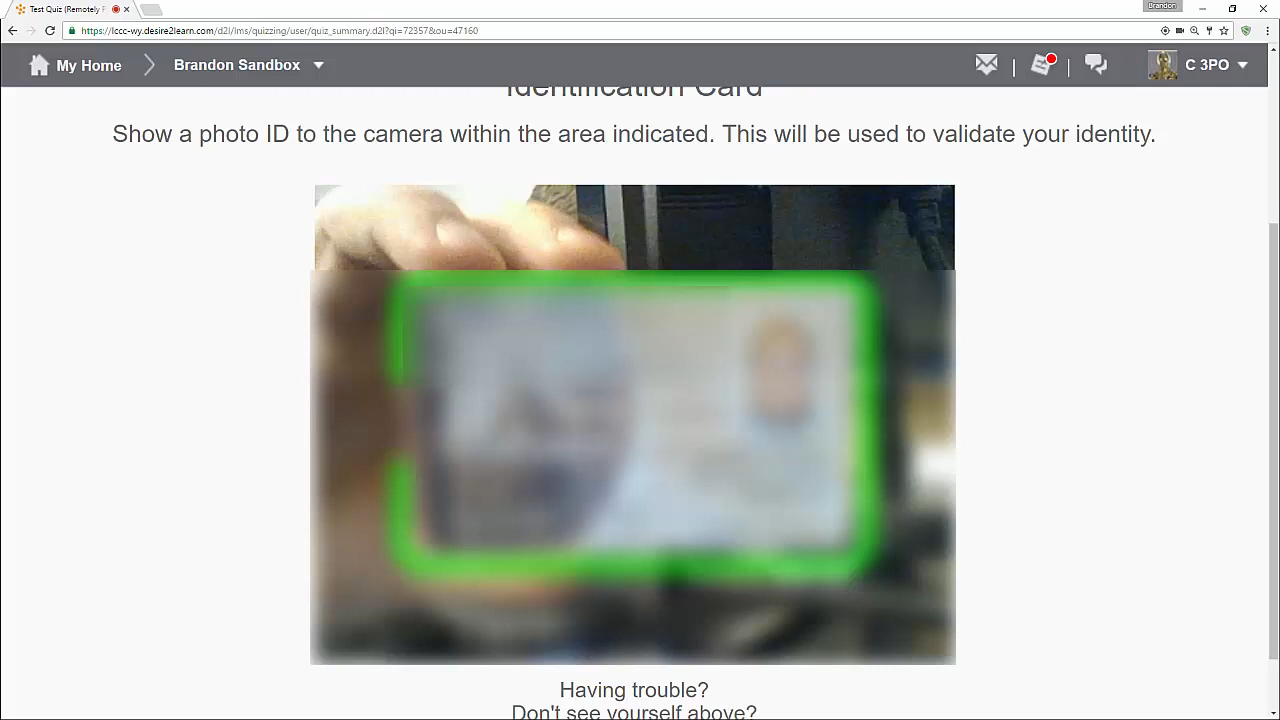 Brandon
Test Quiz (Remotely P
https://lccc-wy.desire2learn.com/d2l/lms/quizzing/user/quiz_summary.d2l?qi=72357&ou=47160
My Home
Brandon Sandbox
C 3PO
Identification Card
Show a photo ID to the camera within the area indicated. This will be used to validate your identity.
Having trouble?
Don't see yourself above?